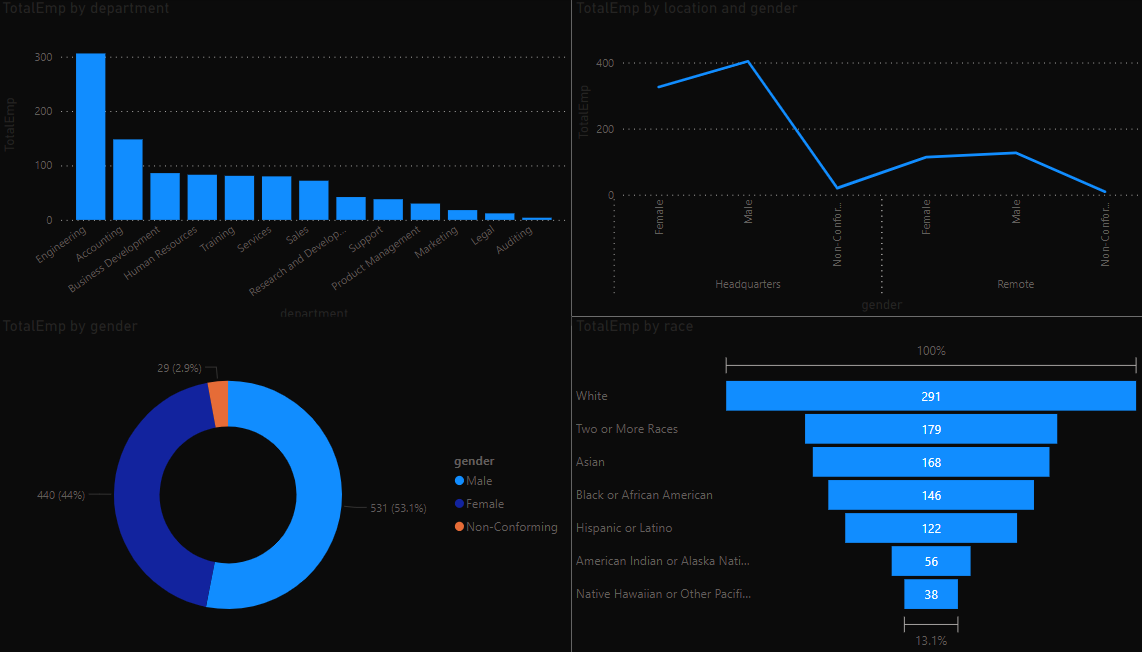 TotalEmp by department
TotalEmp
300
200
100
0
Engineering
Accounting
Business Development
Human Resources
Training
Services
Sales
Research and Develop...
Support
Product Management
Marketing
Legal
Auditing
department
TotalEmp by location and gender
TotalEmp
400
200
0
Female
Male
Non-Confor...
Female
Male
Non-Confor...
Headquarters
Remote
gender
TotalEmp by gender
29 (2.9%)
440 (44%)
531 (53.1%)
gender
Male
Female
Non-Conforming
TotalEmp by race
100%
White
291
Two or More Races
179
Asian
168
Black or African American
146
Hispanic or Latino
122
American Indian or Alaska Nati...
56
Native Hawaiian or Other Pacifi...
38
13.1%